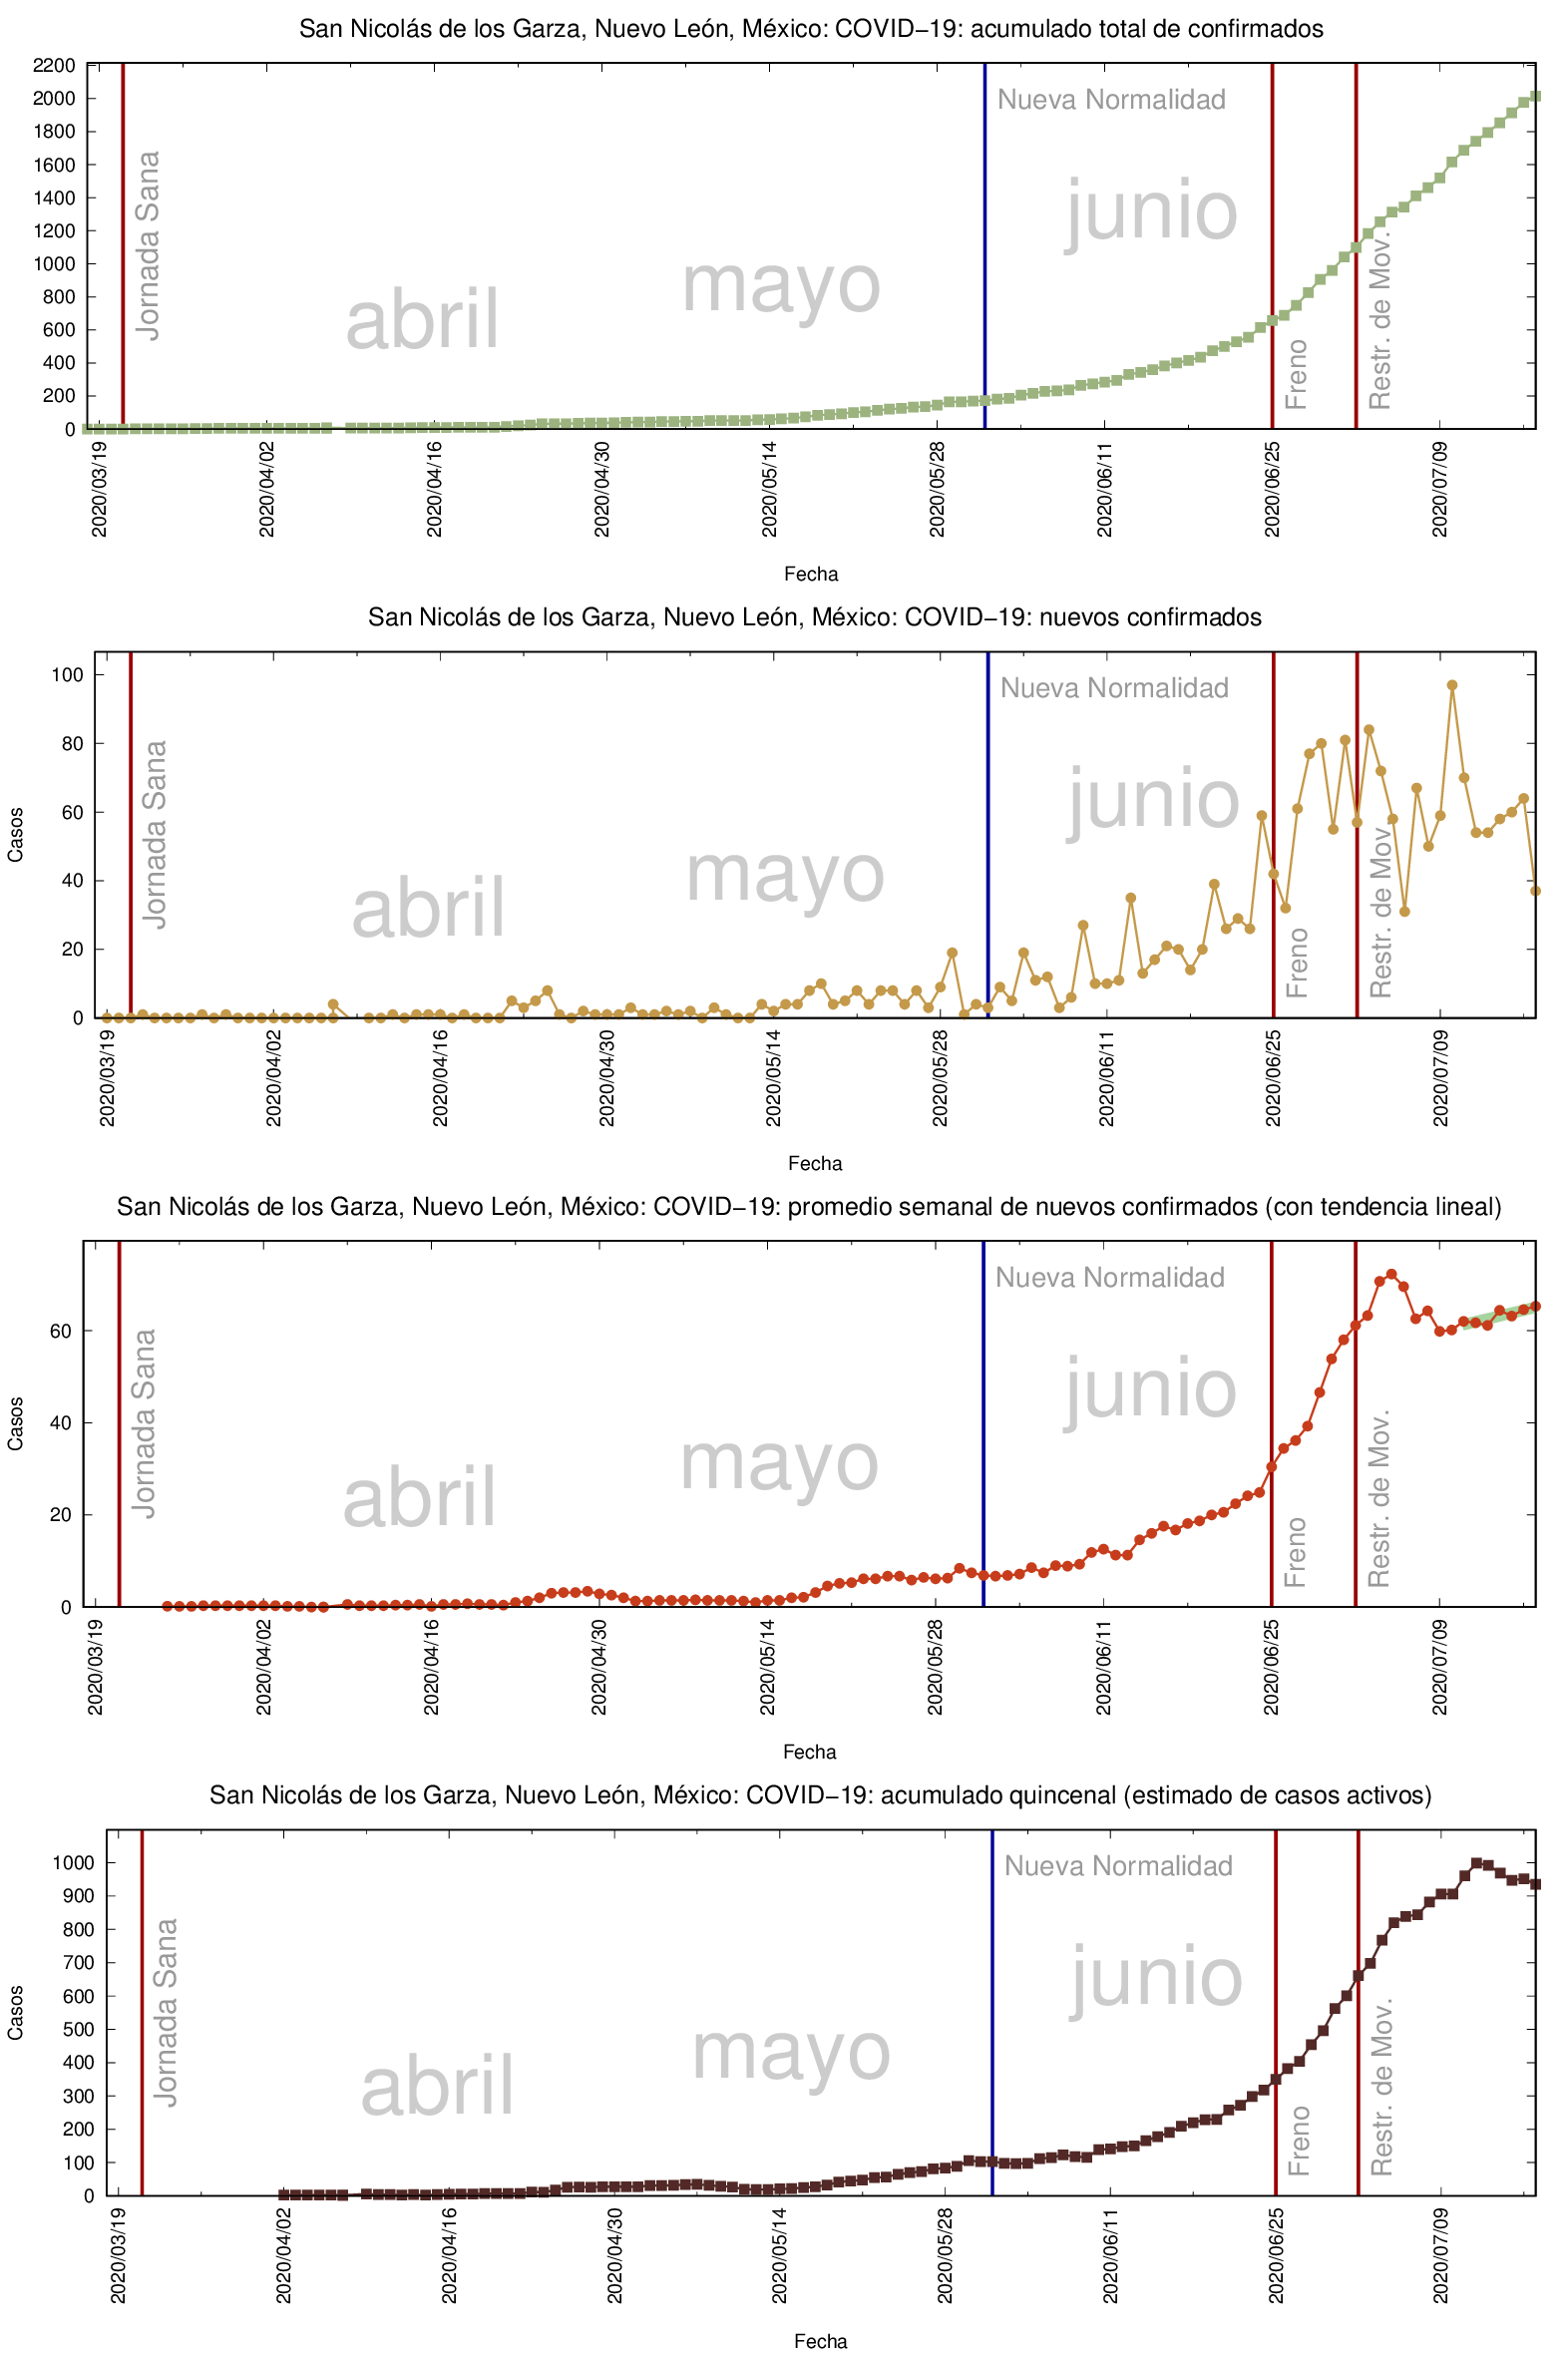 San Nicolás de los Garza, Nuevo León, México: COVID−19: acumulado total de confirmados
2200
2000
1800
1600
1400
1200
1000
800
600
400
200
0
Jornada Sana
abril
mayo
Nueva Normalidad
junio
Freno
Restr. de Mov.
2020/03/19
2020/04/02
2020/04/16
2020/04/30
2020/05/14
2020/05/28
2020/06/11
2020/06/25
2020/07/09
Fecha
San Nicolás de los Garza, Nuevo León, México: COVID−19: nuevos confirmados
Casos
100
80
60
40
20
0
Jornada Sana
abril
mayo
Nueva Normalidad
junio
Freno
Restr. de Mov.
2020/03/19
2020/04/02
2020/04/16
2020/04/30
2020/05/14
2020/05/28
2020/06/11
2020/06/25
2020/07/09
Fecha
San Nicolás de los Garza, Nuevo León, México: COVID−19: promedio semanal de nuevos confirmados (con tendencia lineal)
Casos
60
40
20
0
Jornada Sana
abril
mayo
Nueva Normalidad
junio
Freno
Restr. de Mov.
2020/03/19
2020/04/02
2020/04/16
2020/04/30
2020/05/14
2020/05/28
2020/06/11
2020/06/25
2020/07/09
Fecha
San Nicolás de los Garza, Nuevo León, México: COVID−19: acumulado quincenal (estimado de casos activos)
Casos
1000
900
800
700
600
500
400
300
200
100
0
Jornada Sana
abril
mayo
Nueva Normalidad
junio
Freno
Restr. de Mov.
2020/03/19
2020/04/02
2020/04/16
2020/04/30
2020/05/14
2020/05/28
2020/06/11
2020/06/25
2020/07/09
Fecha